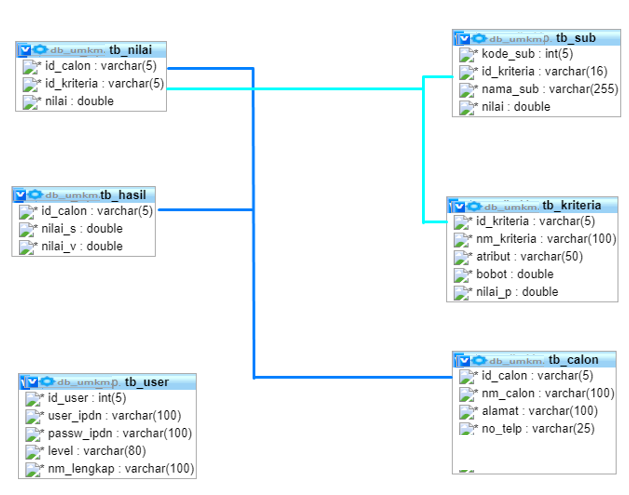 db_umkm. tb_nilai
* id_calon : varchar(5)
* id_kriteria : varchar(5)
* nilai : double
db_umkmp. tb_sub
* kode_sub : int(5)
* id_kriteria : varchar(16)
* nama_sub : varchar(255)
* nilai : double
db_umkm. tb_hasil
* id_calon : varchar(5)
* nilai_s : double
* nilai_v : double
db_umkm. tb_kriteria
* id_kriteria : varchar(5)
* nm_kriteria : varchar(100)
* atribut : varchar(50)
* bobot : double
* nilai_p : double
db_umkmp. tb_user
* id_user : int(5)
* user_ipdn : varchar(100)
* passw_ipdn : varchar(100)
* level : varchar(80)
* nm_lengkap : varchar(100)
db_umkm. tb_calon
* id_calon : varchar(5)
* nm_calon : varchar(100)
* alamat : varchar(100)
* no_telp : varchar(25)